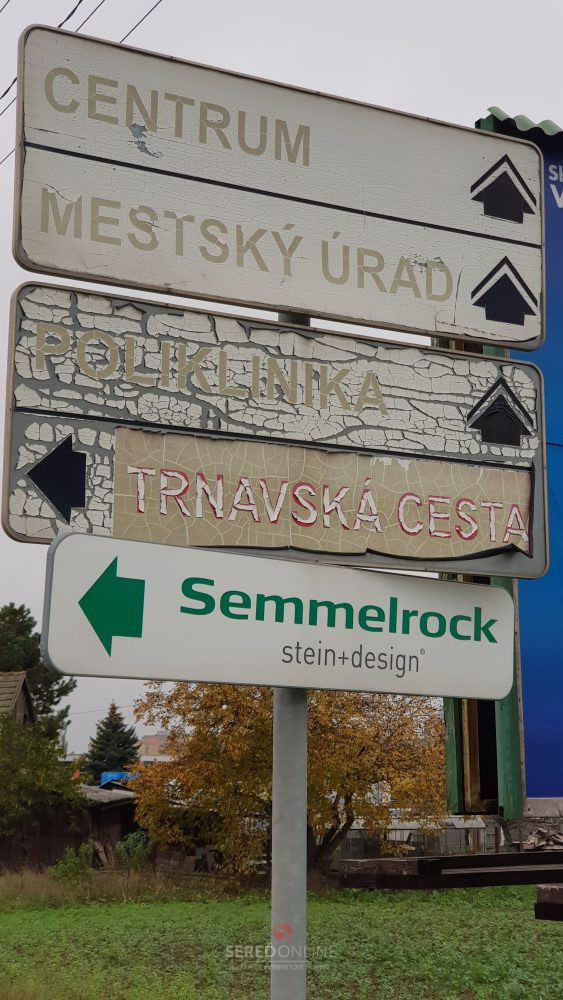 CENTRUM
MESTSKÝ ÚRAD
POLIKLINIKA
TRNAVSKÁ CESTA
Semmelrock
stein+design®
SEREDONLINE